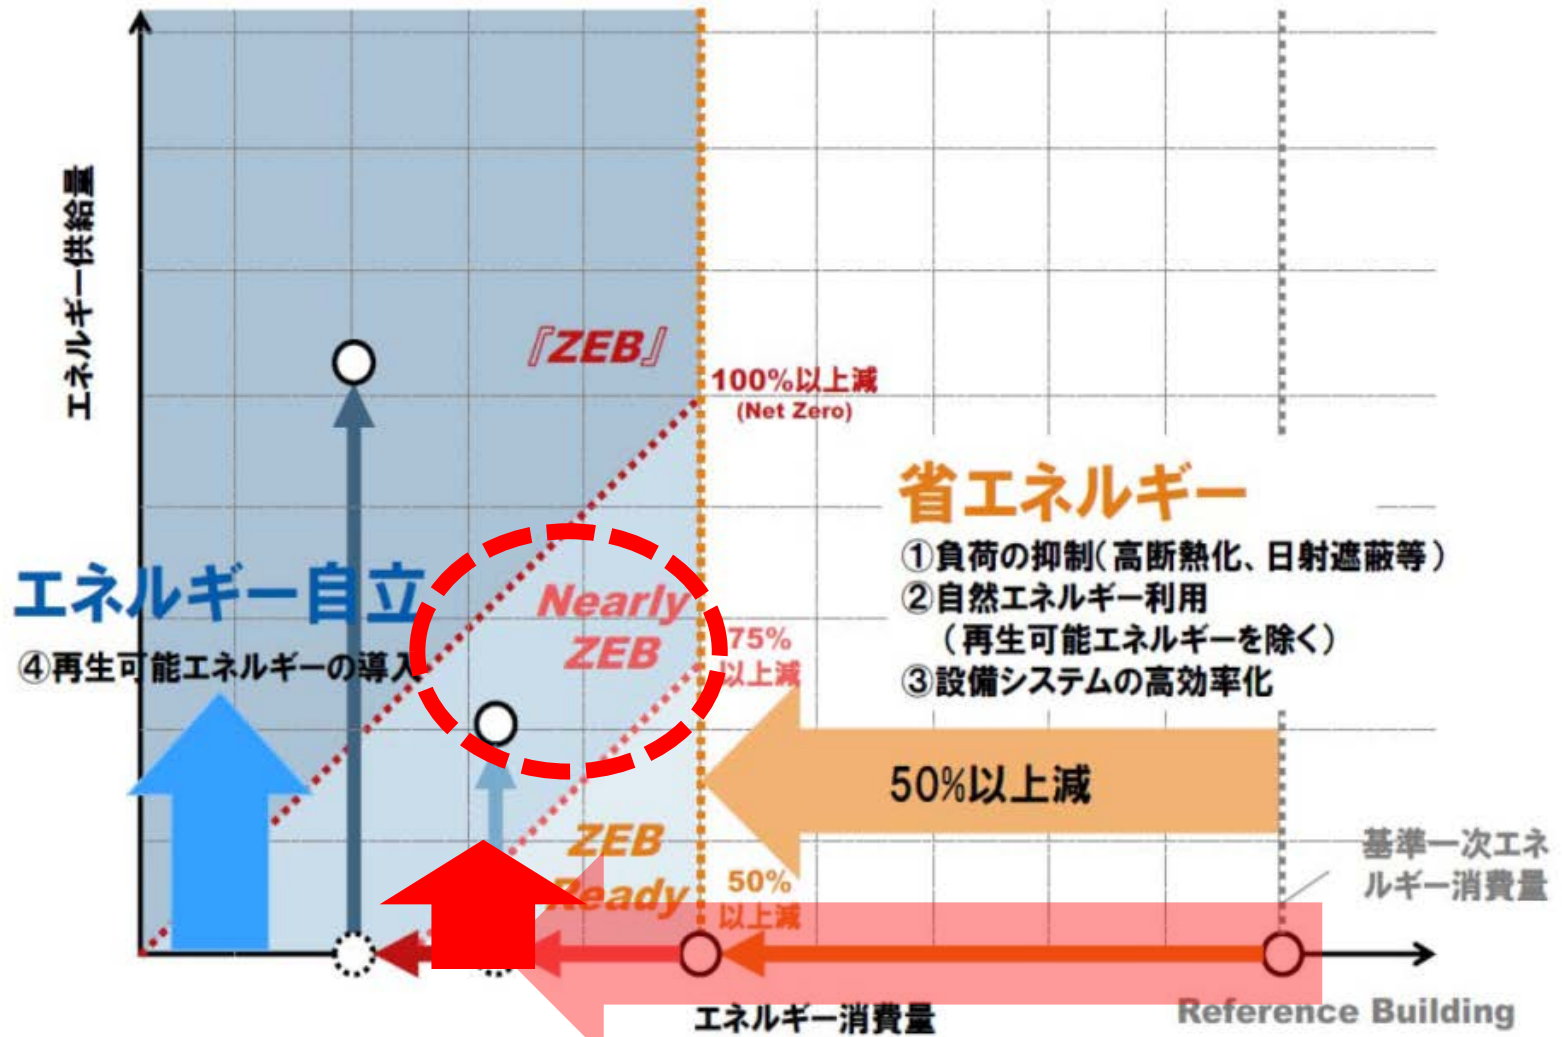 エネルギー供給量
『ZEB』
100%以上減
(Net Zero)
省エネルギー
①負荷の抑制(高断熱化、日射遮蔽等)
②自然エネルギー利用
(再生可能エネルギーを除く)
③設備システムの高効率化
エネルギー自立
④再生可能エネルギーの導入
Nearly
ZEB
75%
以上減
50%以上減
ZEB
Ready
50%
以上減
基準一次エネ
ルギー消費量
エネルギー消費量
Reference Building